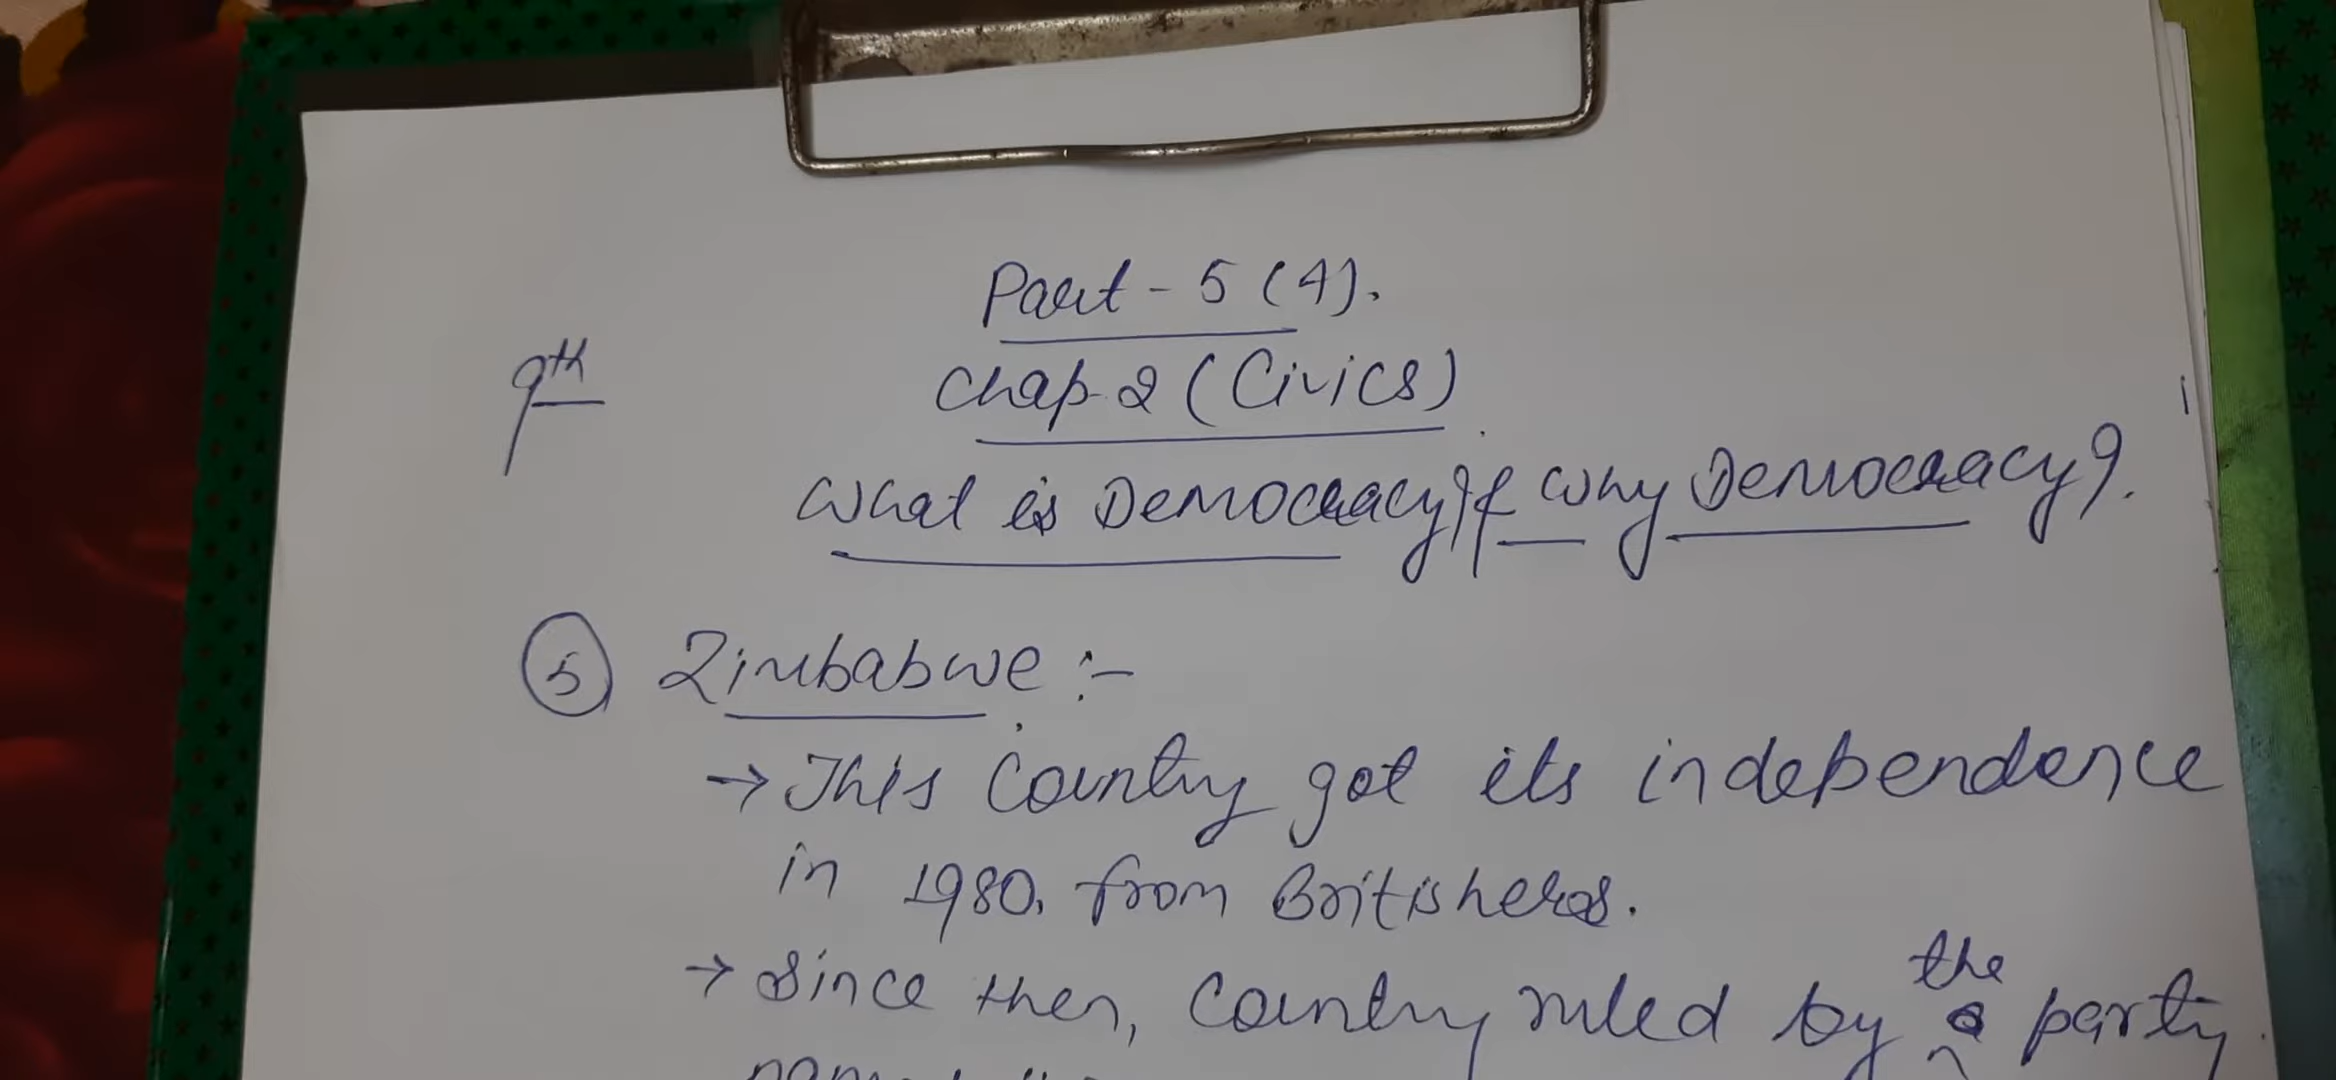 Part - 5 (4).
9th
Chap 2 (Civics)
What is Democracy? & Why Democracy?
5 Zimbabwe :-
→ This Country got its independence
in 1980. from Britishers.
the
→ Since then, Country ruled by a party